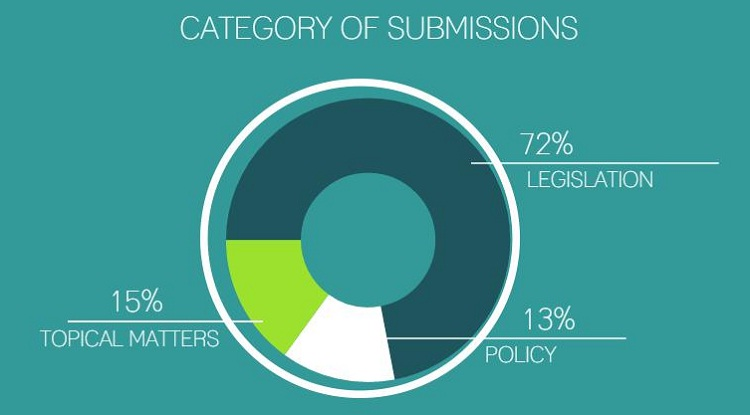 CATEGORY OF SUBMISSIONS
72%
LEGISLATION
15%
TOPICAL MATTERS
13%
POLICY